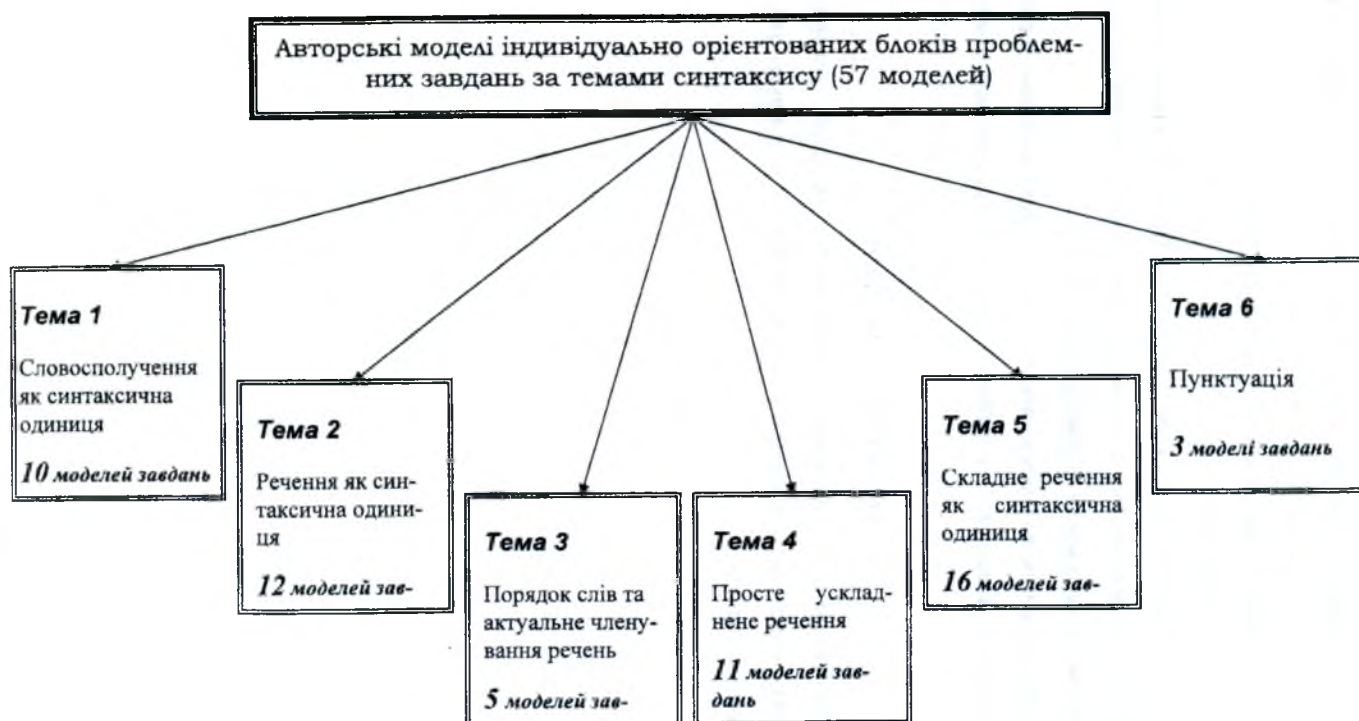 Авторські моделі індивідуально орієнтованих блоків проблем-
них завдань за темами синтаксису (57 моделей)
Тема 1
Словосполучення
як синтаксична
одиниця
10 моделей завдань
Тема 2
Речення як син-
таксична одини-
ця
12 моделей зав-
Тема 3
Порядок слів та
актуальне члену-
вання речень
5 моделей зав-
Тема 4
Просте усклад-
нене речення
11 моделей зав-
дань
Тема 5
Складне речення
як синтаксична
одиниця
16 моделей зав-
Тема 6
Пунктуація
3 моделі завдань